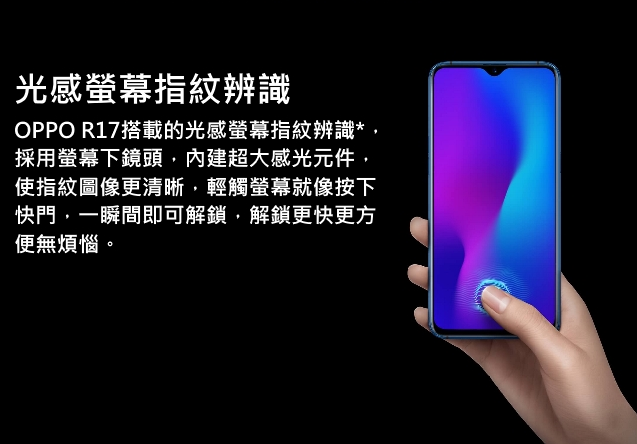 光感螢幕指紋辨識
OPPO R17搭載的光感螢幕指紋辨識*，
採用螢幕下鏡頭，內建超大感光元件，
使指紋圖像更清晰，輕觸螢幕就像按下
快門，一瞬間即可解鎖，解鎖更快更方
便無煩惱。